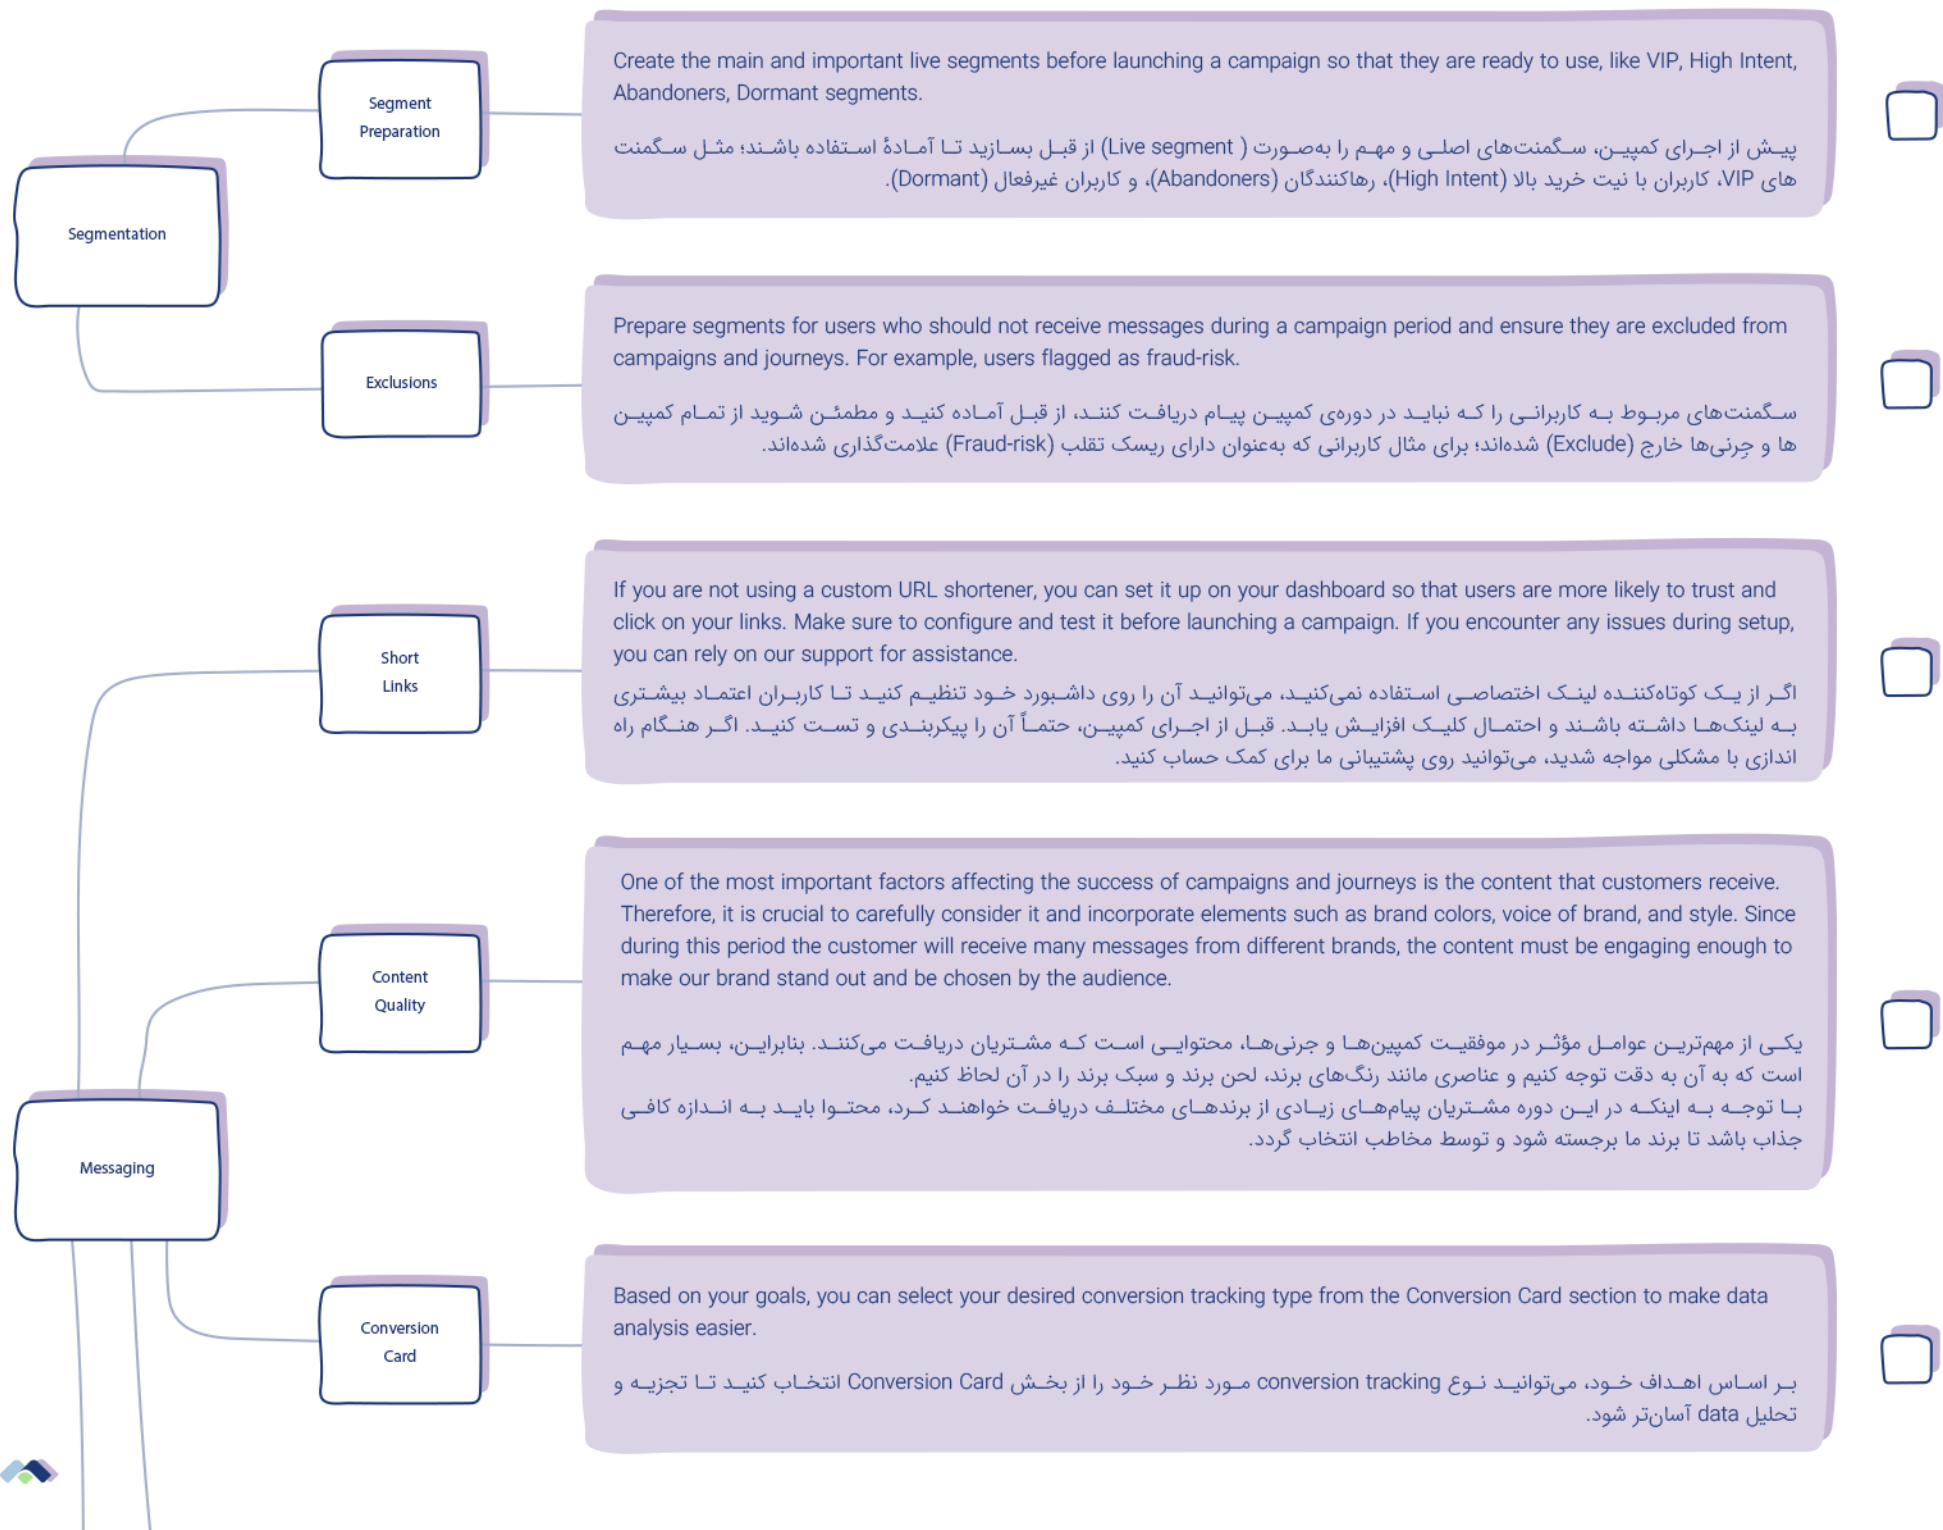 Segmentation
Segment
Preparation
Create the main and important live segments before launching a campaign so that they are ready to use, like VIP, High Intent,
Abandoners, Dormant segments.
پیش از اجرای کمپین، سگمنت‌های اصلی و مهم را به‌صورت ( Live segment) از قبل بسازید تا آمادهٔ استفاده باشند؛ مثل سگمنت
های VIP، کاربران با نیت خرید بالا (High Intent)، رهاکنندگان (Abandoners)، و کاربران غیرفعال (Dormant).
Exclusions
Prepare segments for users who should not receive messages during a campaign period and ensure they are excluded from
campaigns and journeys. For example, users flagged as fraud-risk.
سگمنت‌های مربوط به کاربرانی را که نباید در دوره‌ی کمپین پیام دریافت کنند، از قبل آماده کنید و مطمئن شوید از تمام کمپین
ها و جِرنی‌ها خارج (Exclude) شده‌اند؛ برای مثال کاربرانی که به‌عنوان دارای ریسک تقلب (Fraud-risk) علامت‌گذاری شده‌اند.
Messaging
Short
Links
If you are not using a custom URL shortener, you can set it up on your dashboard so that users are more likely to trust and
click on your links. Make sure to configure and test it before launching a campaign. If you encounter any issues during setup,
you can rely on our support for assistance.
اگر از یک کوتاه‌کننده لینک اختصاصی استفاده نمی‌کنید، می‌توانید آن را روی داشبورد خود تنظیم کنید تا کاربران اعتماد بیشتری
به لینک‌ها داشته باشند و احتمال کلیک افزایش یابد. قبل از اجرای کمپین، حتماً آن را پیکربندی و تست کنید. اگر هنگام راه
اندازی با مشکلی مواجه شدید، می‌توانید روی پشتیبانی ما برای کمک حساب کنید.
Content
Quality
One of the most important factors affecting the success of campaigns and journeys is the content that customers receive.
Therefore, it is crucial to carefully consider it and incorporate elements such as brand colors, voice of brand, and style. Since
during this period the customer will receive many messages from different brands, the content must be engaging enough to
make our brand stand out and be chosen by the audience.
یکی از مهم‌ترین عوامل مؤثر در موفقیت کمپین‌ها و جرنی‌ها، محتوایی است که مشتریان دریافت می‌کنند. بنابراین، بسیار مهم
است که به آن به دقت توجه کنیم و عناصری مانند رنگ‌های برند، لحن برند و سبک برند را در آن لحاظ کنیم.
با توجه به اینکه در این دوره مشتریان پیام‌های زیادی از برندهای مختلف دریافت خواهند کرد، محتوا باید به اندازه کافی
جذاب باشد تا برند ما برجسته شود و توسط مخاطب انتخاب گردد.
Conversion
Card
Based on your goals, you can select your desired conversion tracking type from the Conversion Card section to make data
analysis easier.
بر اساس اهداف خود، می‌توانید نوع conversion tracking مورد نظر خود را از بخش Conversion Card انتخاب کنید تا تجزیه و
تحلیل data آسان‌تر شود.